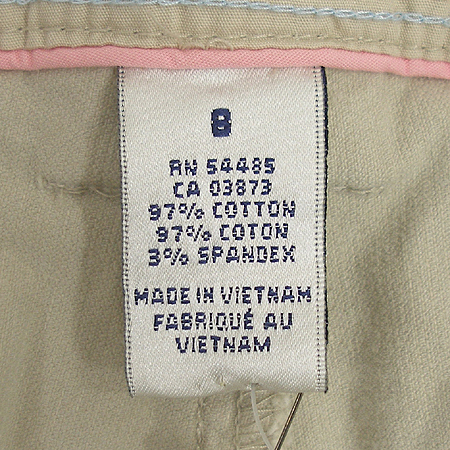 8
RN 54485
CA 03873
97% COTTON
97% COTON
3% SPANDEX
MADE IN VIETNAM
FABRIQUÉ AU
VIETNAM